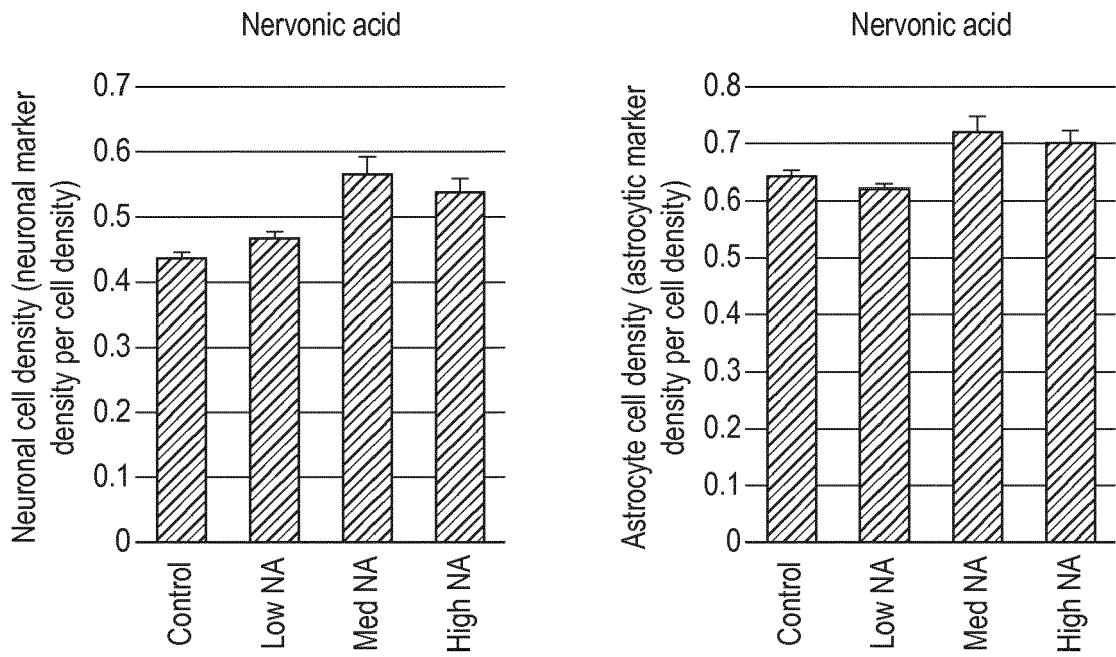 Nervonic acid
Neuronal cell density (neuronal marker
density per cell density)
0.7
0.6
0.5
0.4
0.3
0.2
0.1
0
Control
Low NA
Med NA
High NA
Nervonic acid
Astrocyte cell density (astrocytic marker
density per cell density)
0.8
0.7
0.6
0.5
0.4
0.3
0.2
0.1
0
Control
Low NA
Med NA
High NA